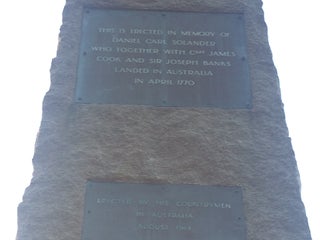 THIS IS ERECTED IN MEMORY OF
DANIEL CARL SOLANDER
WHO TOGETHER WITH CAPT JAMES
COOK AND SIR JOSEPH BANKS
LANDED IN AUSTRALIA
IN APRIL 1770
ERECTED BY HIS COUNTRYMEN
IN AUSTRALIA
AUGUST